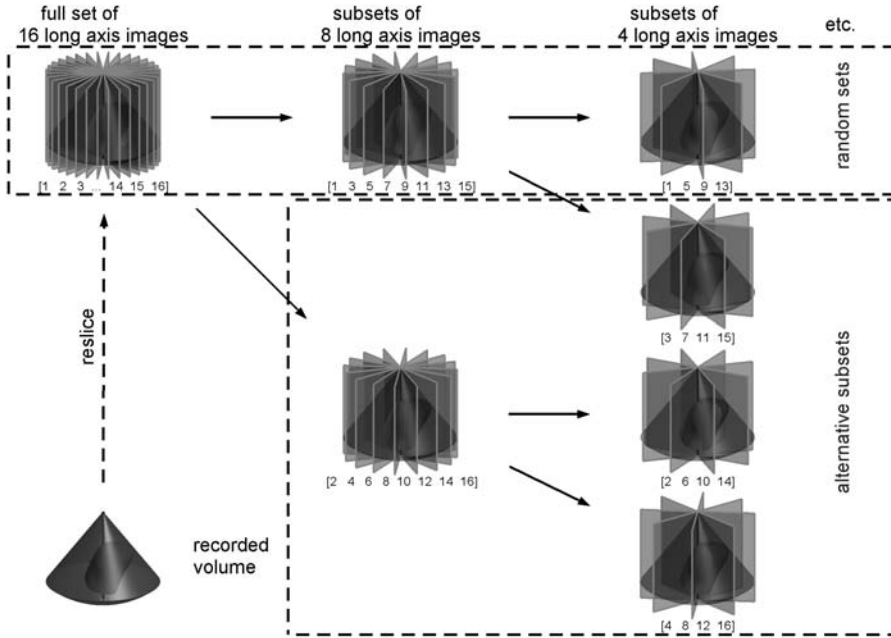 full set of
16 long axis images
subsets of
8 long axis images
subsets of
4 long axis images
etc.
random sets
[1 2 3 ... 14 15 16]
[1 3 5 7 9 11 13 15]
[1 5 9 13]
[3 7 11 15]
reslice
[2 4 6 8 10 12 14 16]
[2 6 10 14]
alternative subsets
recorded
volume
[4 8 12 16]